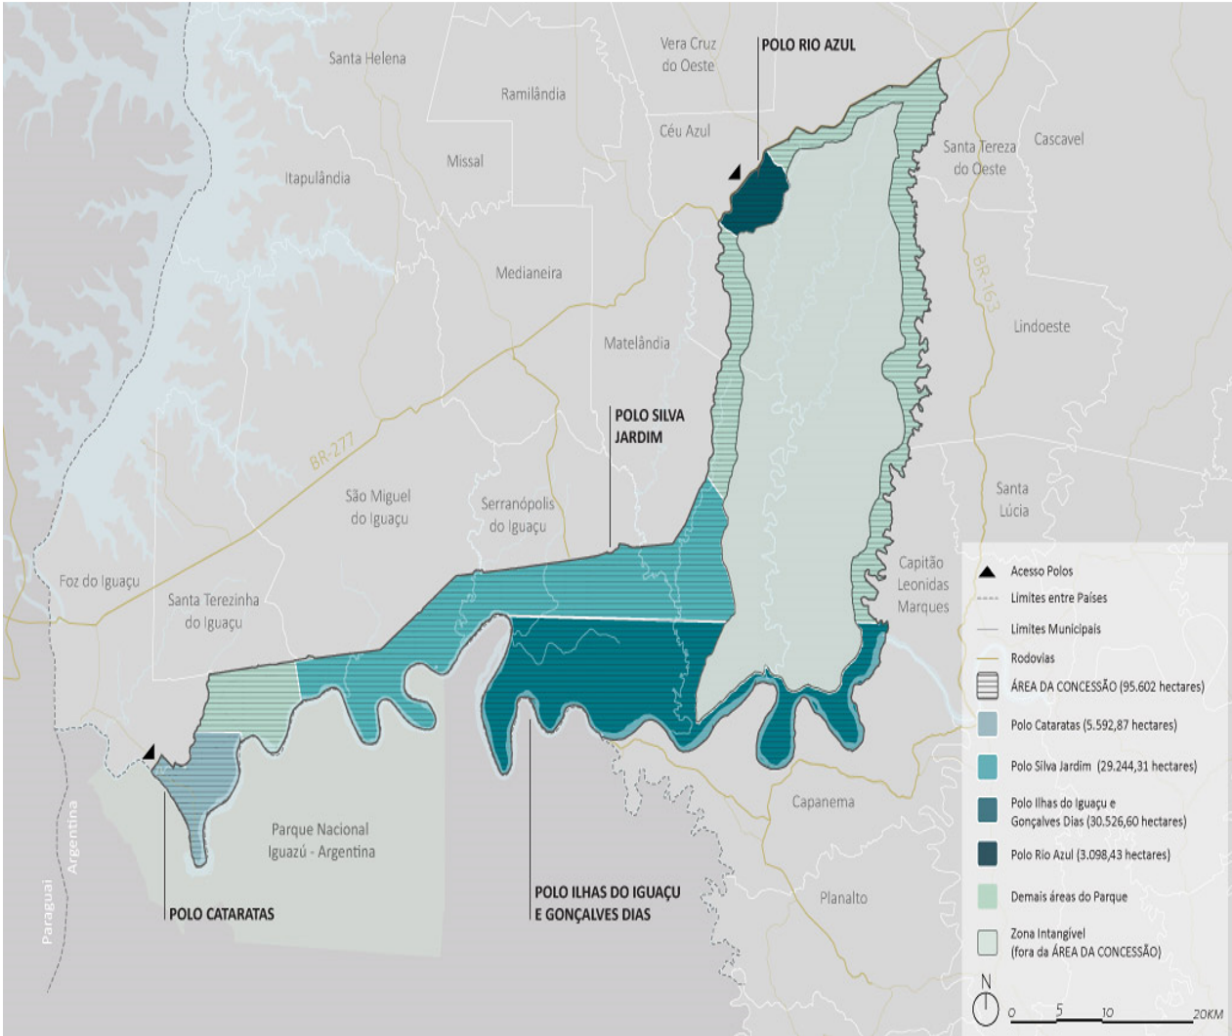 Santa Helena
Vera Cruz
do Oeste
POLO RIO AZUL
Ramilândia
Céu Azul
Santa Tereza
do Oeste
Cascavel
Missal
Itapulândia
Medianeira
BR-163
Lindoeste
Matelândia
POLO SILVA
JARDIM
BR-277
São Miguel
do Iguaçu
Serranópolis
do Iguaçu
Santa
Lúcia
Foz do Iguaçu
Santa Terezinha
do Iguaçu
Capitão
Leonidas
Marques
Capanema
Argentina
Paraguai
Parque Nacional
Iguazú - Argentina
Planalto
POLO CATARATAS
POLO ILHAS DO IGUAÇU
E GONÇALVES DIAS
Acesso Polos
Limites entre Países
Limites Municipais
Rodovias
ÁREA DA CONCESSÃO (95.602 hectares)
Polo Cataratas (5.592,87 hectares)
Polo Silva Jardim (29.244,31 hectares)
Polo Ilhas do Iguaçu e
Gonçalves Dias (30.526,60 hectares)
Polo Rio Azul (3.098,43 hectares)
Demais áreas do Parque
Zona Intangível
(fora da ÁREA DA CONCESSÃO)
N
0 5 10 20KM